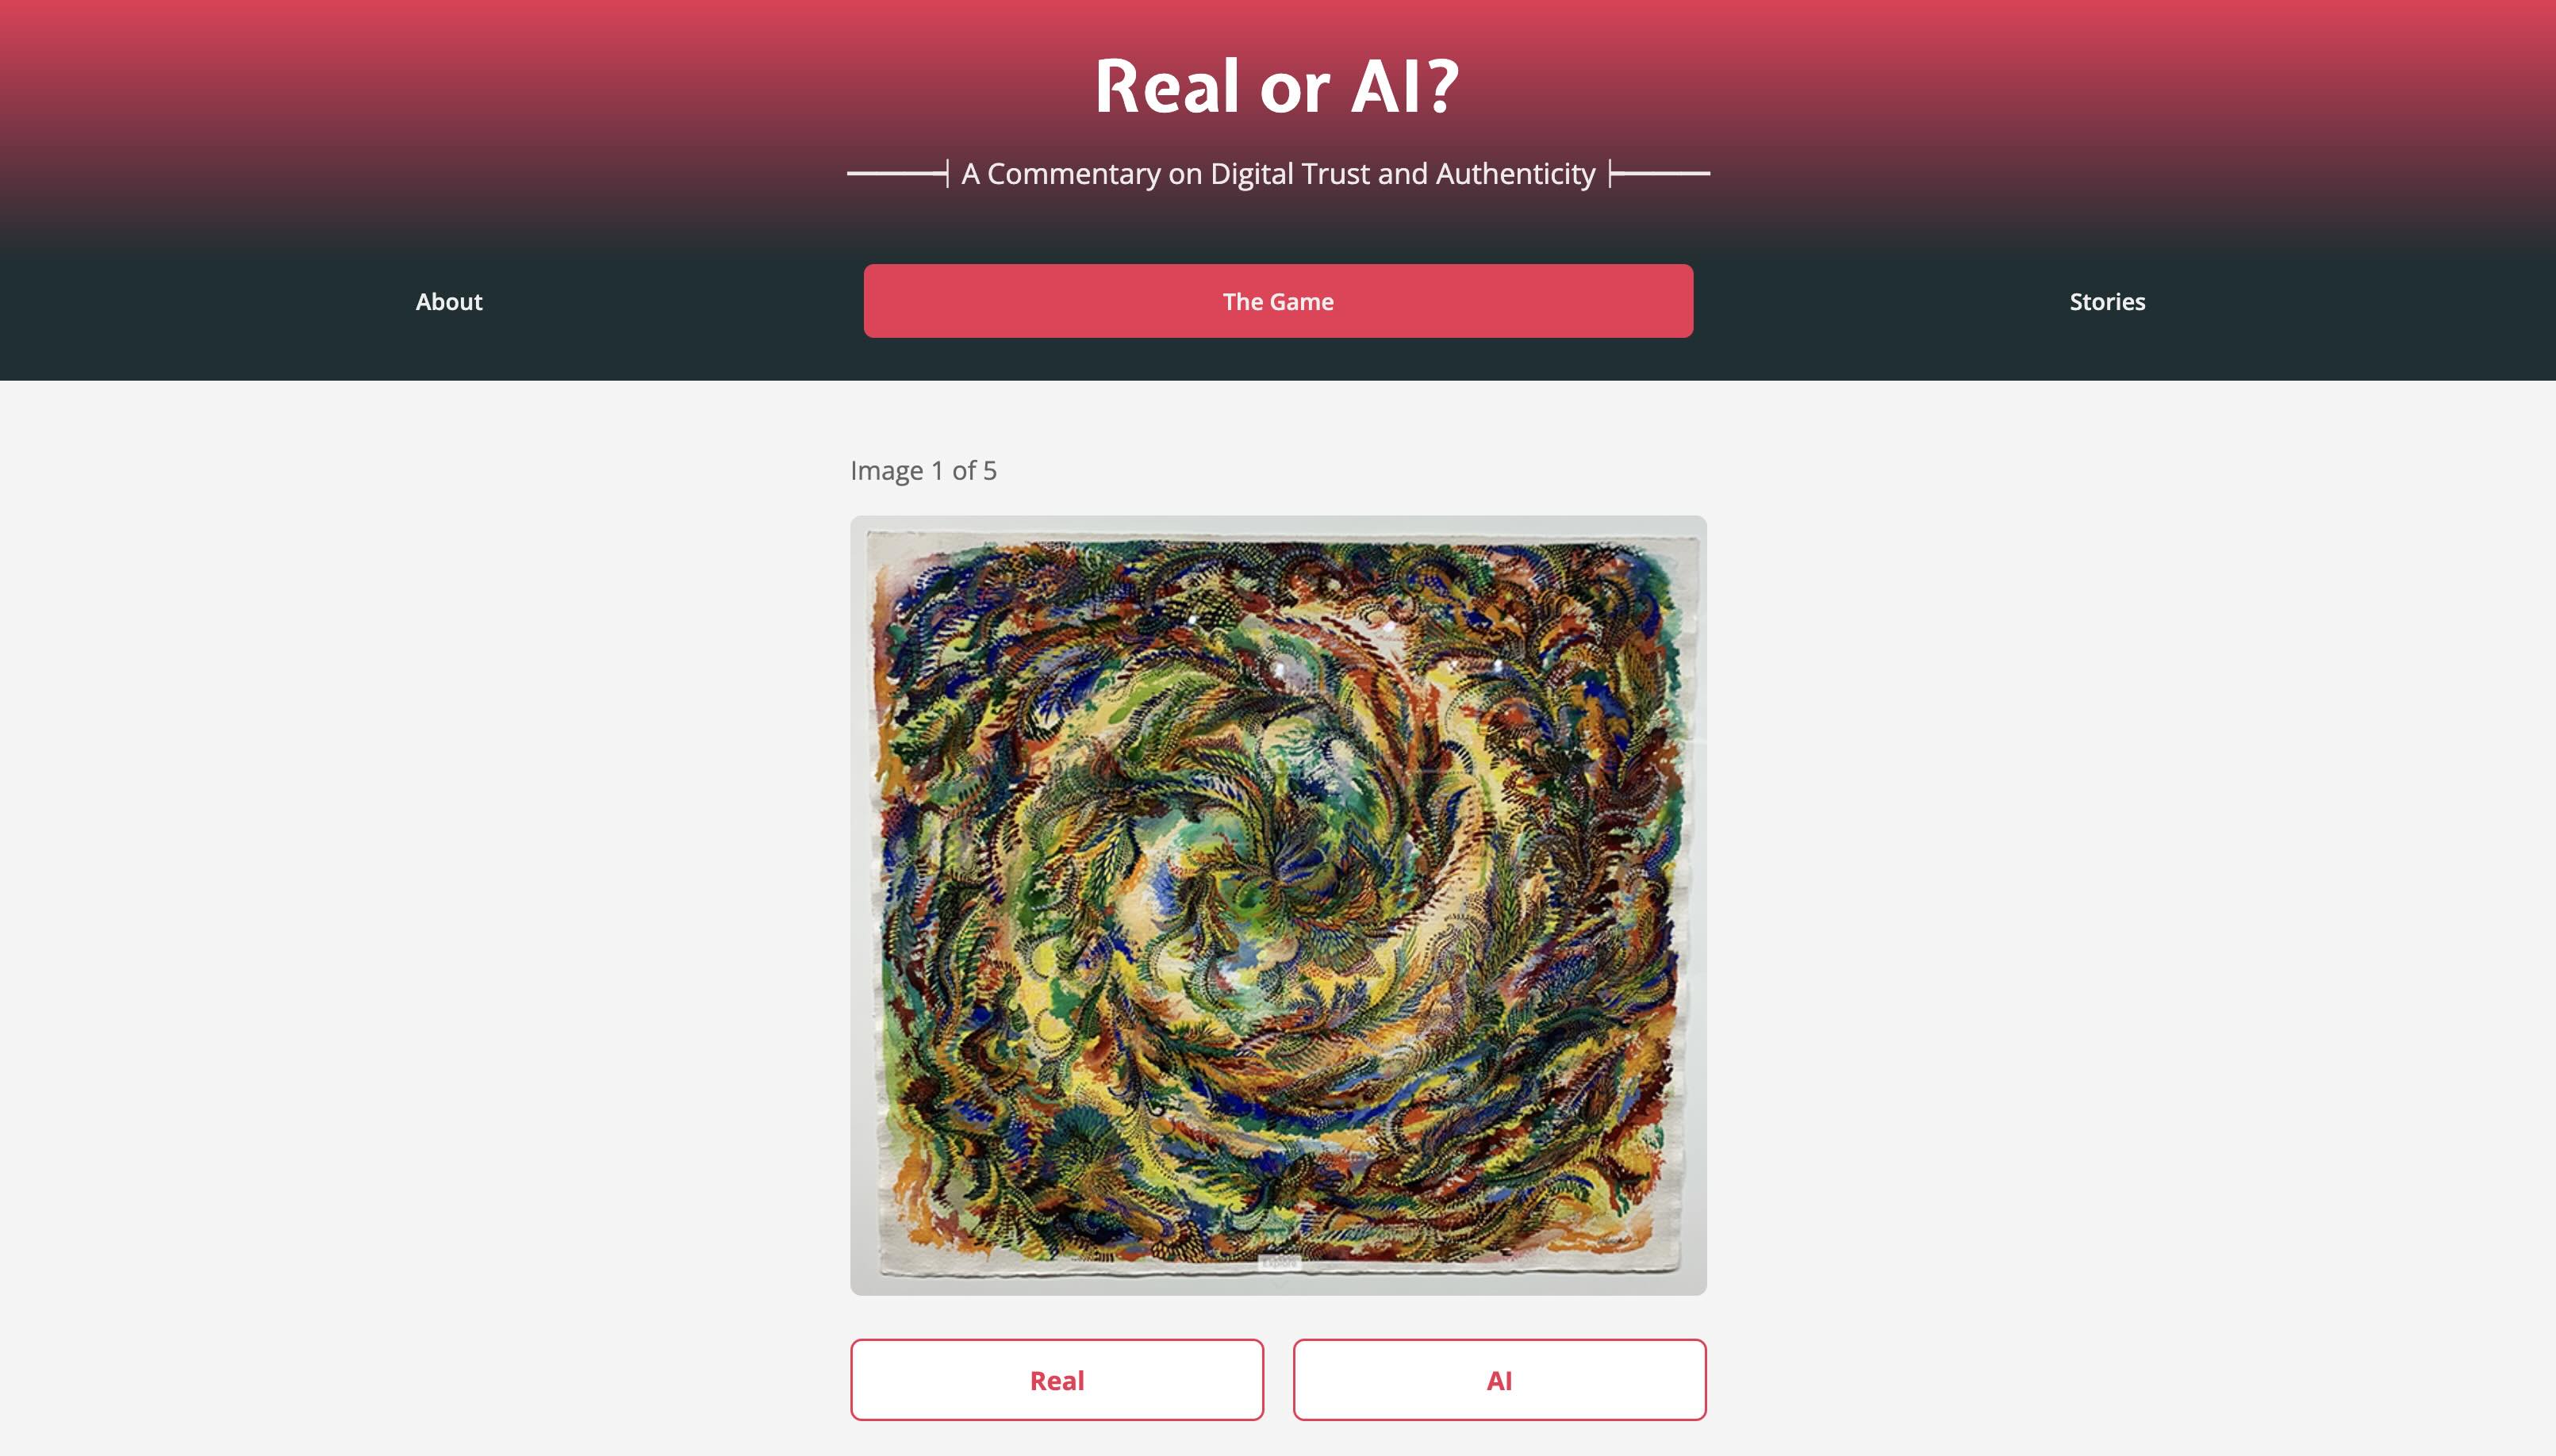 Real or AI?
A Commentary on Digital Trust and Authenticity
About
The Game
Stories
Image 1 of 5
Explore
Real
AI